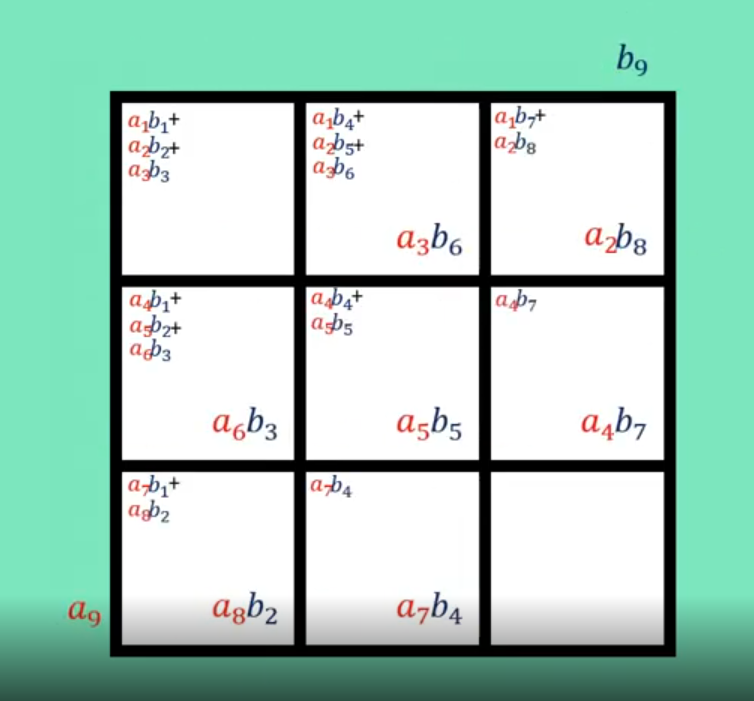 b₉
a₁b₁+
a₂b₂+
a₃b₃
a₁b₄+
a₂b₅+
a₃b₆
a₃b₆
a₁b₇+
a₂b₈
a₂b₈
a₄b₁+
a₅b₂+
a₆b₃
a₆b₃
a₄b₄+
a₅b₅
a₅b₅
a₄b₇
a₄b₇
a₉
a₇b₁+
a₈b₂
a₈b₂
a₇b₄
a₇b₄